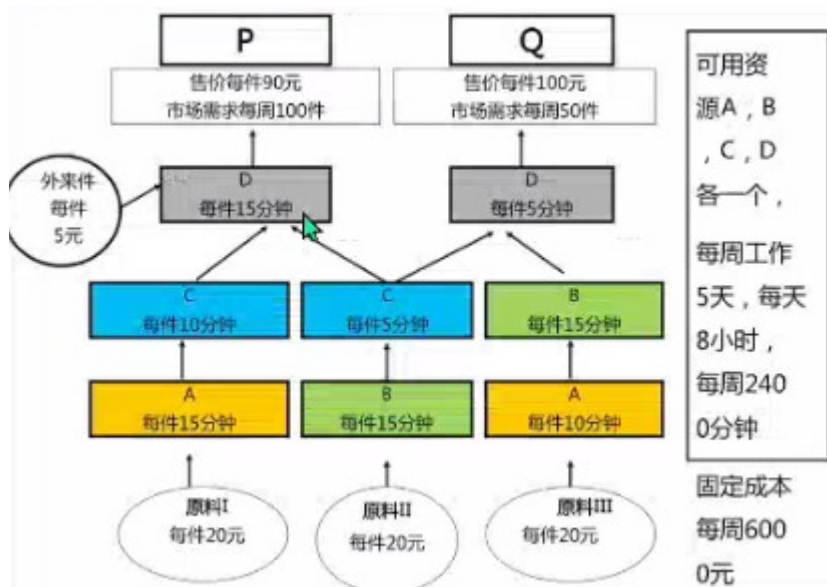 P
Q
售价每件90元
市场需求每周100件
售价每件100元
市场需求每周50件
外来件
每件
5元
D
每件15分钟
D
每件5分钟
C
每件10分钟
C
每件5分钟
B
每件15分钟
A
每件15分钟
B
每件15分钟
A
每件10分钟
原料I
每件20元
原料II
每件20元
原料III
每件20元
可用资
源A，B
，C，D
各一个，
每周工作
5天，每天
8小时，
每周240
0分钟
固定成本
每周600
0元